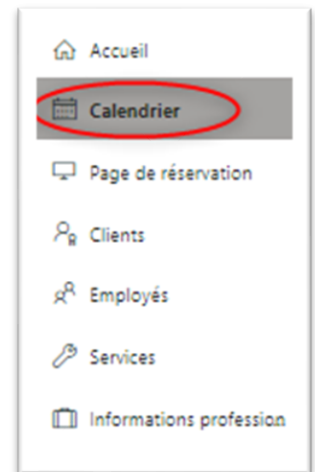 Accueil
Calendrier
Page de réservation
Clients
Employés
Services
Informations profession